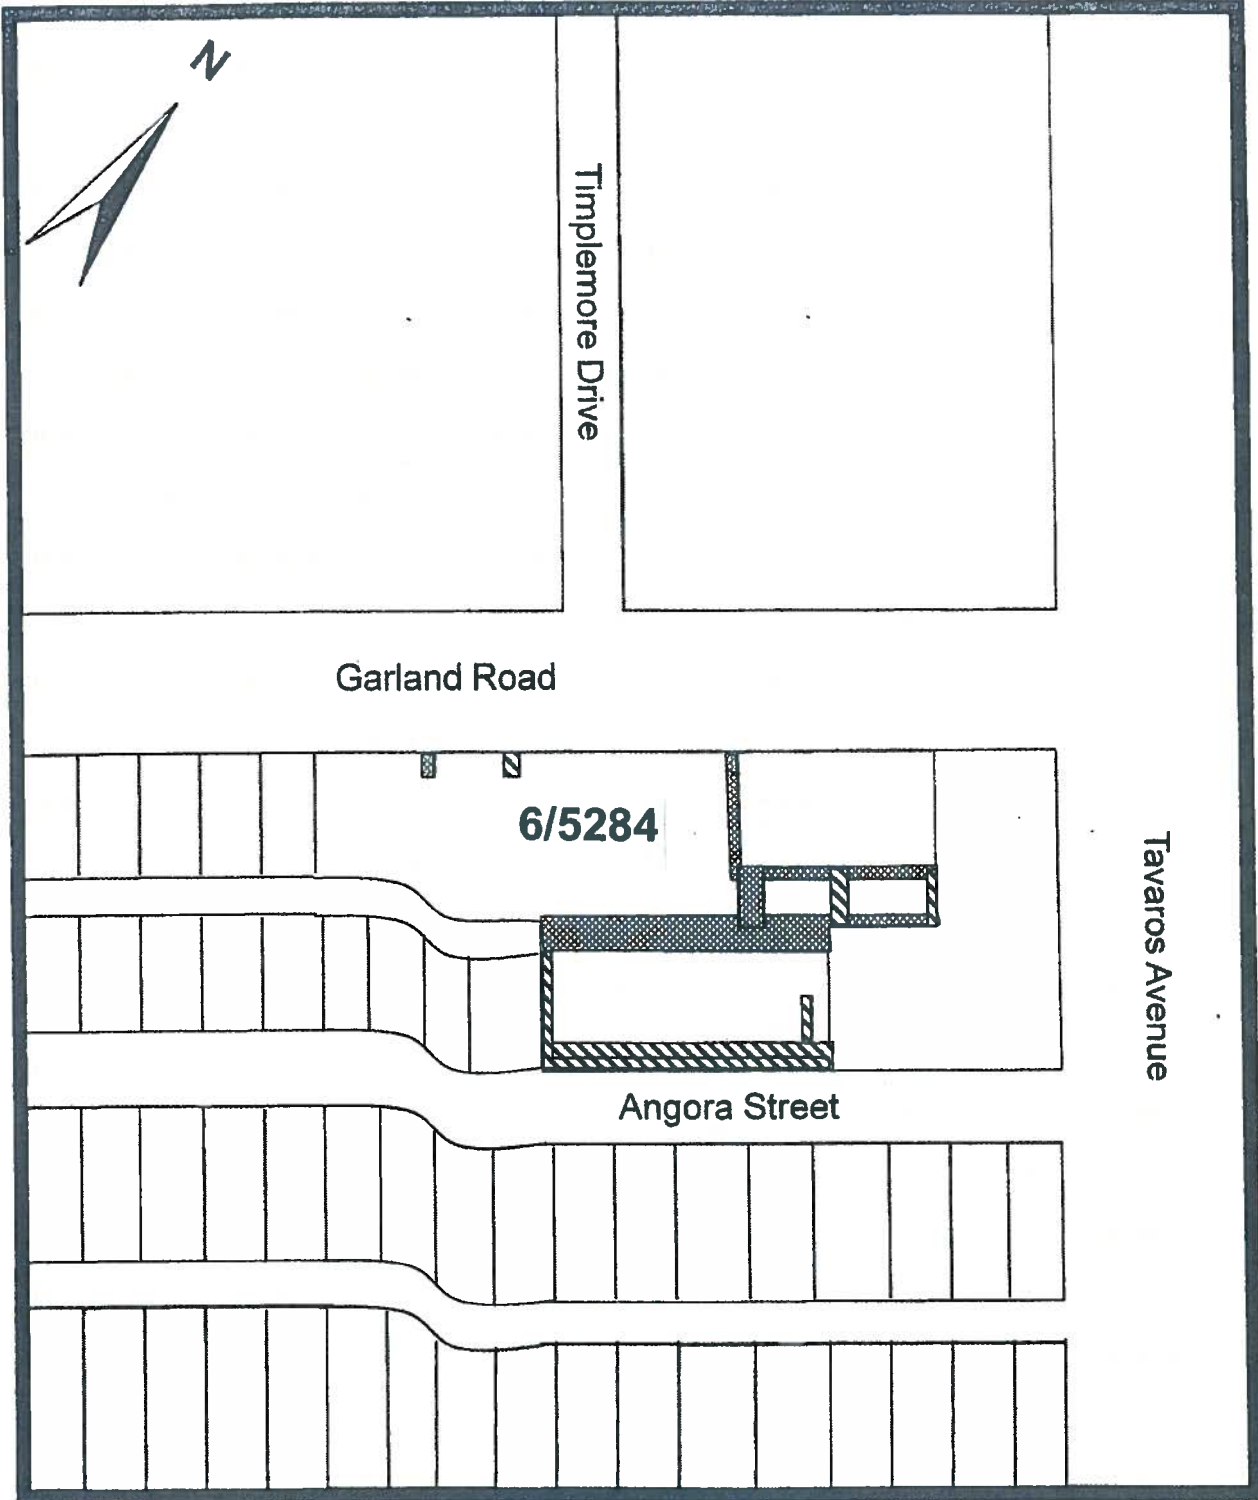 N
Timplemore Drive
Garland Road
6/5284
Tavaros Avenue
Angora Street